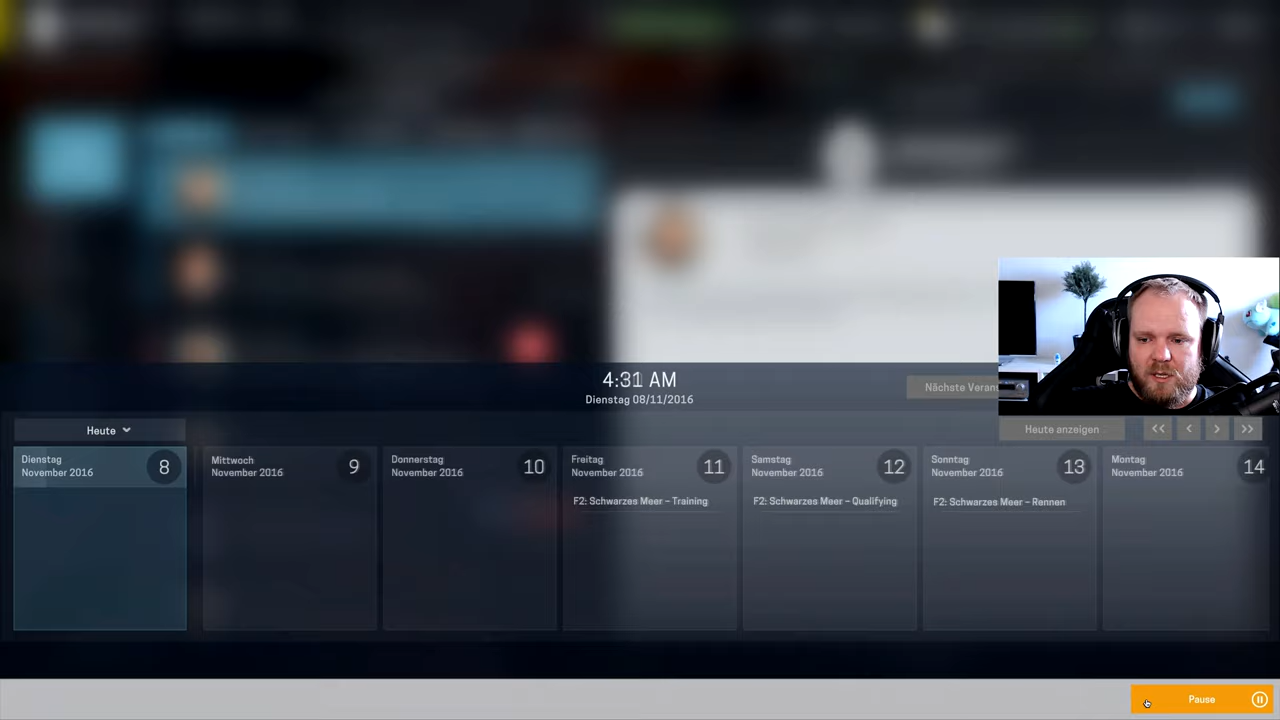 4:31 AM
Dienstag 08/11/2016
Nächste Veran
Heute
Heute anzeigen
Dienstag
November 2016
8
Mittwoch
November 2016
9
Donnerstag
November 2016
10
Freitag
November 2016
11
F2: Schwarzes Meer – Training
Samstag
November 2016
12
F2: Schwarzes Meer – Qualifying
Sonntag
November 2016
13
F2: Schwarzes Meer – Rennen
Montag
November 2016
14
Pause